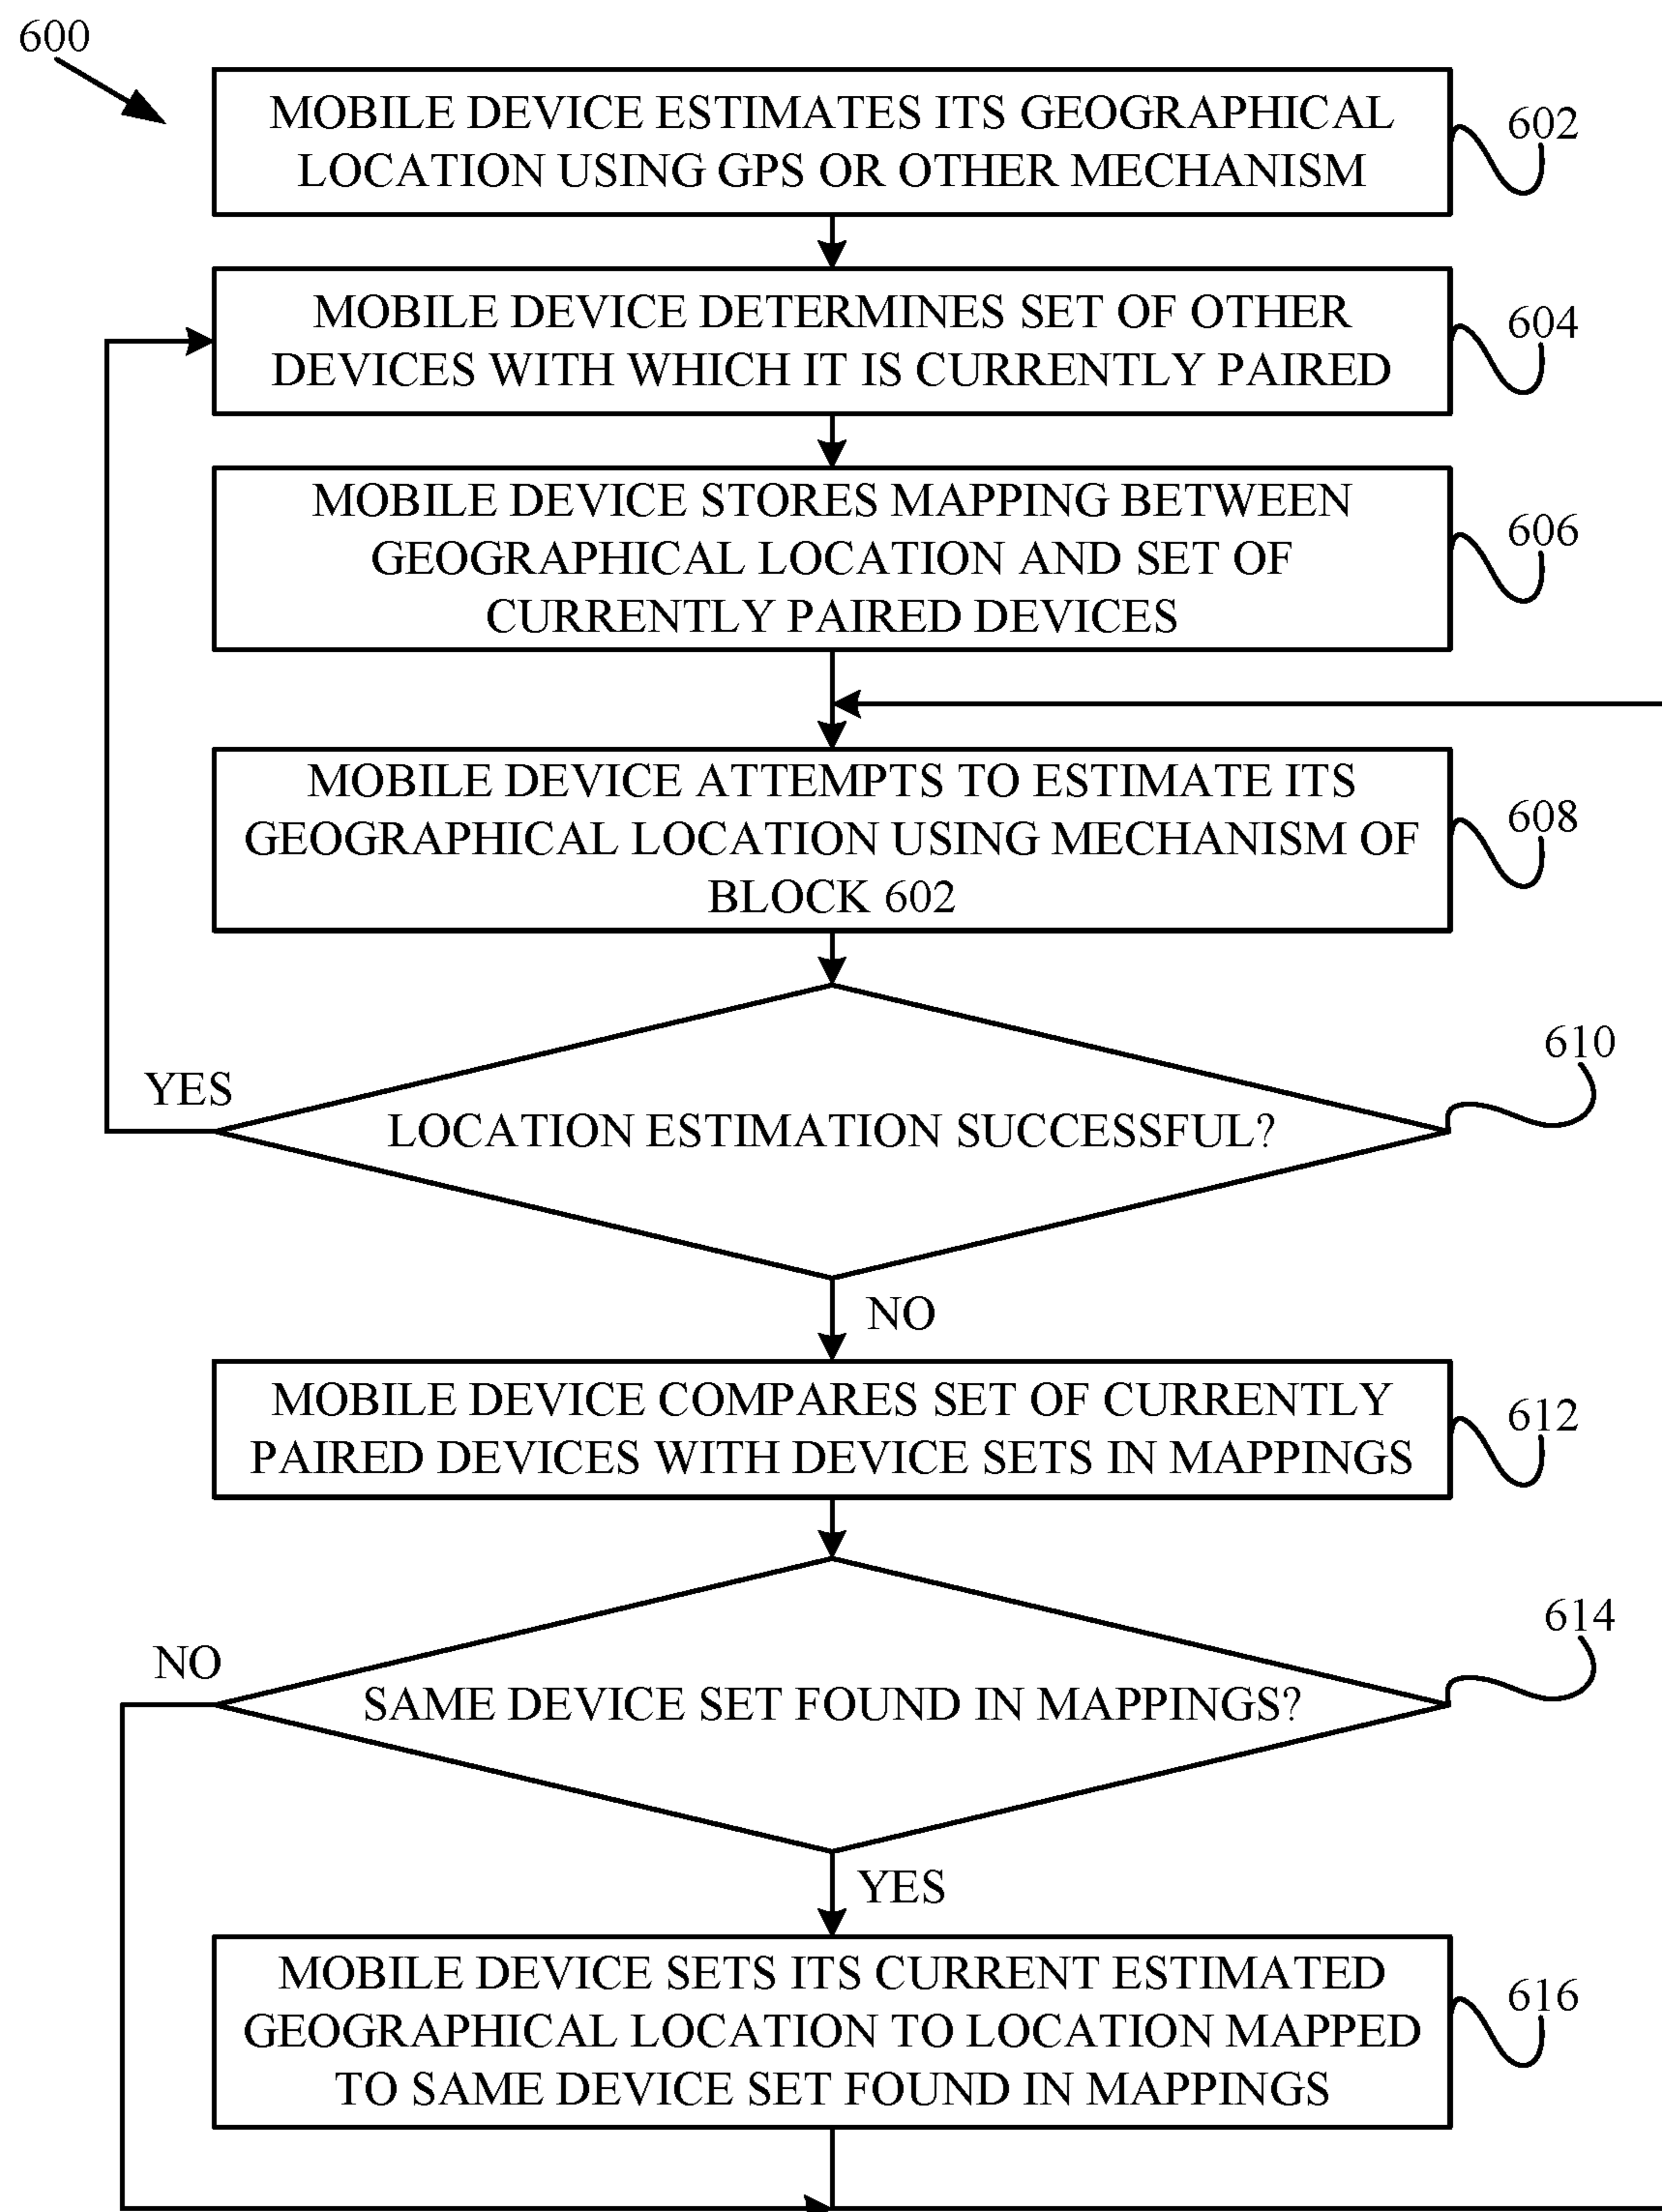 600
MOBILE DEVICE ESTIMATES ITS GEOGRAPHICAL
LOCATION USING GPS OR OTHER MECHANISM
602
MOBILE DEVICE DETERMINES SET OF OTHER
DEVICES WITH WHICH IT IS CURRENTLY PAIRED
604
MOBILE DEVICE STORES MAPPING BETWEEN
GEOGRAPHICAL LOCATION AND SET OF
CURRENTLY PAIRED DEVICES
606
MOBILE DEVICE ATTEMPTS TO ESTIMATE ITS
GEOGRAPHICAL LOCATION USING MECHANISM OF
BLOCK 602
608
610
YES
LOCATION ESTIMATION SUCCESSFUL?
NO
MOBILE DEVICE COMPARES SET OF CURRENTLY
PAIRED DEVICES WITH DEVICE SETS IN MAPPINGS
612
614
NO
SAME DEVICE SET FOUND IN MAPPINGS?
YES
MOBILE DEVICE SETS ITS CURRENT ESTIMATED
GEOGRAPHICAL LOCATION TO LOCATION MAPPED
TO SAME DEVICE SET FOUND IN MAPPINGS
616